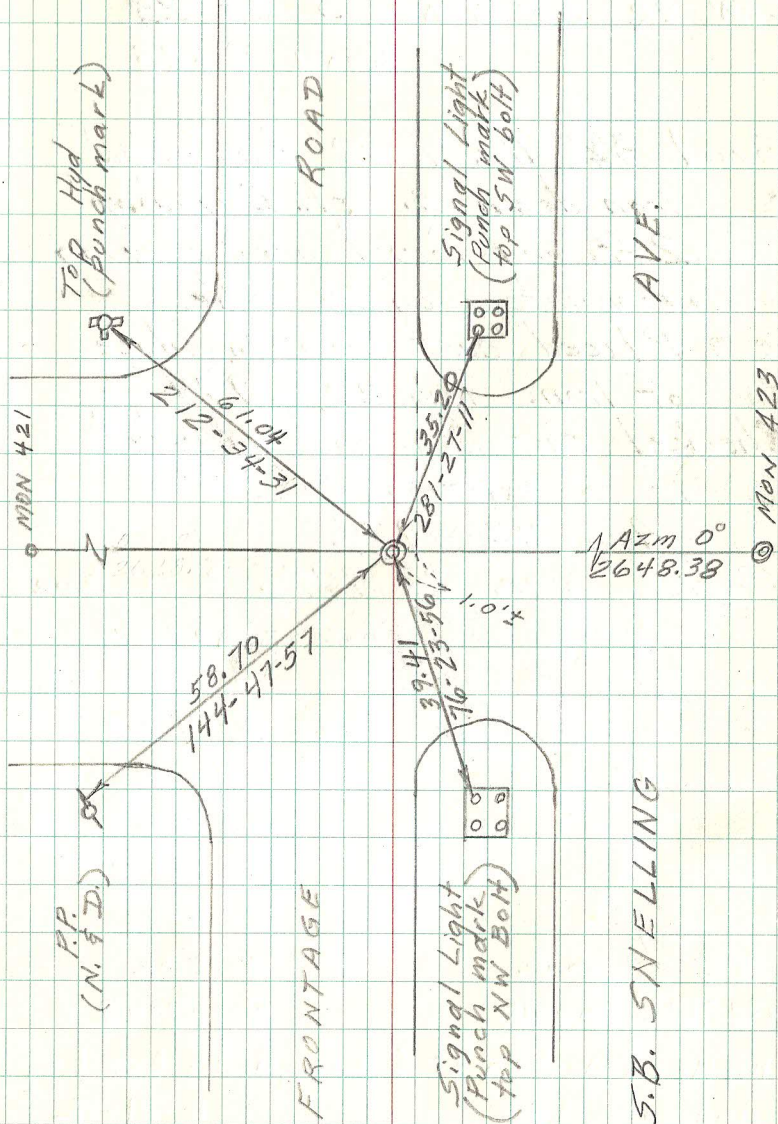 MON 421
Top Hyd
(punch mark)
ROAD
Signal Light
(Punch mark
top SW bolt)
AVE.
61.04
212-34-31
35.20
281-27-11
Azm 0°
2648.38
MON 423
58.70
144-47-57
39.41
76-23-56
1.0'±
P.P.
(N. & D.)
FRONTAGE
Signal Light
(Punch mark
top NW Bolt)
S.B. SNELLING